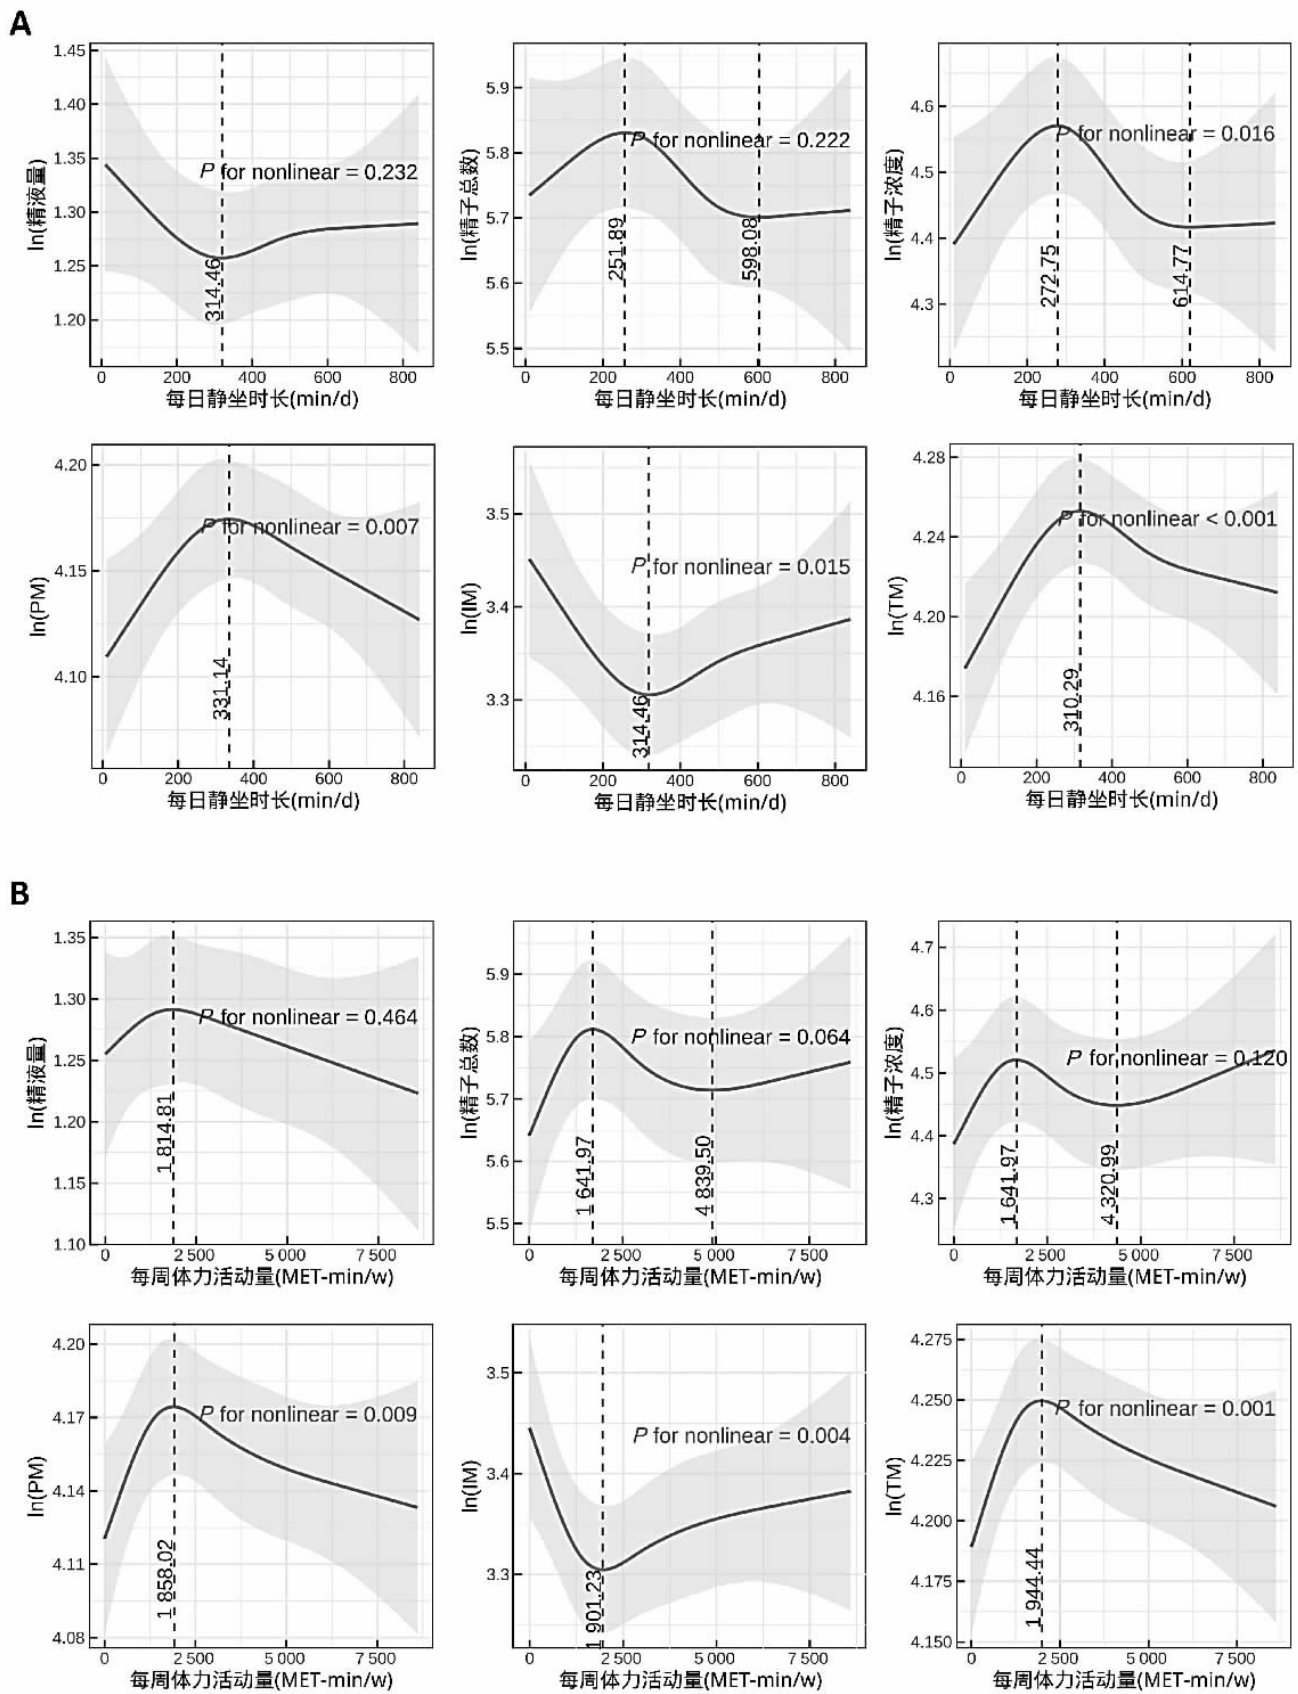 A
ln(精液量)
1.45
1.40
1.35
1.30
1.25
1.20
P for nonlinear = 0.232
314.46
0 200 400 600 800
每日静坐时长(min/d)
ln(精子总数)
5.9
5.8
5.7
5.6
5.5
P for nonlinear = 0.222
251.89
598.08
0 200 400 600 800
每日静坐时长(min/d)
ln(精子浓度)
4.6
4.5
4.4
4.3
P for nonlinear = 0.016
272.75
614.77
0 200 400 600 800
每日静坐时长(min/d)
ln(PM)
4.20
4.15
4.10
P for nonlinear = 0.007
331.14
0 200 400 600 800
每日静坐时长(min/d)
ln(IM)
3.5
3.4
3.3
P for nonlinear = 0.015
314.46
0 200 400 600 800
每日静坐时长(min/d)
ln(TM)
4.28
4.24
4.20
4.16
P for nonlinear < 0.001
310.29
0 200 400 600 800
每日静坐时长(min/d)
B
ln(精液量)
1.35
1.30
1.25
1.20
1.15
1.10
P for nonlinear = 0.464
1 814.81
0 2 500 5 000 7 500
每周体力活动量(MET-min/w)
ln(精子总数)
5.9
5.8
5.7
5.6
5.5
P for nonlinear = 0.064
1 641.97
4 839.50
0 2 500 5 000 7 500
每周体力活动量(MET-min/w)
ln(精子浓度)
4.7
4.6
4.5
4.4
4.3
P for nonlinear = 0.120
1 641.97
4 320.99
0 2 500 5 000 7 500
每周体力活动量(MET-min/w)
ln(PM)
4.20
4.17
4.14
4.11
4.08
P for nonlinear = 0.009
1 858.02
0 2 500 5 000 7 500
每周体力活动量(MET-min/w)
ln(IM)
3.5
3.4
3.3
P for nonlinear = 0.004
1 901.23
0 2 500 5 000 7 500
每周体力活动量(MET-min/w)
ln(TM)
4.275
4.250
4.225
4.200
4.175
4.150
P for nonlinear = 0.001
1 944.44
0 2 500 5 000 7 500
每周体力活动量(MET-min/w)